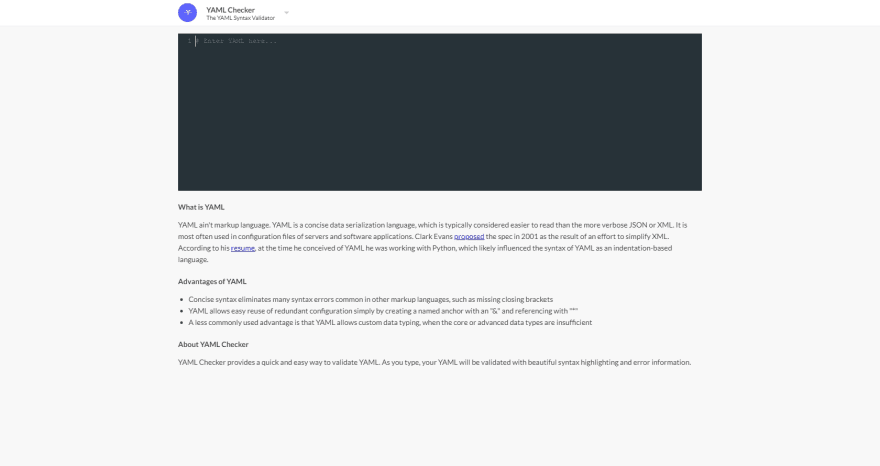 YAML Checker
The YAML Syntax Validator
1 # Enter YAML here...
What is YAML
YAML ain't markup language. YAML is a concise data serialization language, which is typically considered easier to read than the more verbose JSON or XML. It is
most often used in configuration files of servers and software applications. Clark Evans proposed the spec in 2001 as the result of an effort to simplify XML.
According to his resume, at the time he conceived of YAML he was working with Python, which likely influenced the syntax of YAML as an indentation-based
language.
Advantages of YAML
• Concise syntax eliminates many syntax errors common in other markup languages, such as missing closing brackets
• YAML allows easy reuse of redundant configuration simply by creating a named anchor with an "&" and referencing with "*"
• A less commonly used advantage is that YAML allows custom data typing, when the core or advanced data types are insufficient
About YAML Checker
YAML Checker provides a quick and easy way to validate YAML. As you type, your YAML will be validated with beautiful syntax highlighting and error information.